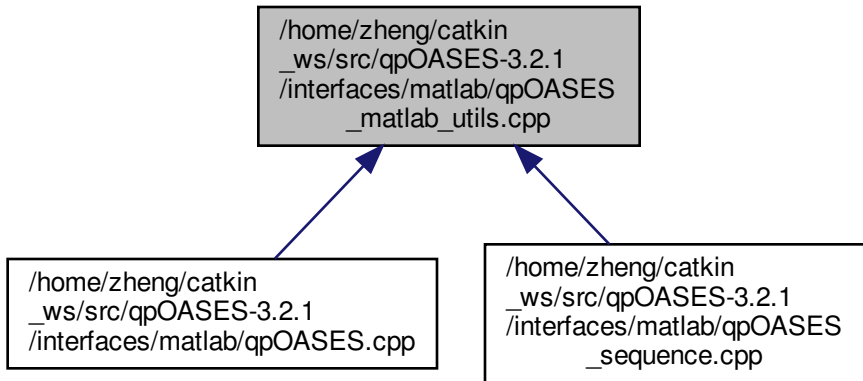 /home/zheng/catkin
_ws/src/qpOASES-3.2.1
/interfaces/matlab/qpOASES
_matlab_utils.cpp
/home/zheng/catkin
_ws/src/qpOASES-3.2.1
/interfaces/matlab/qpOASES.cpp
/home/zheng/catkin
_ws/src/qpOASES-3.2.1
/interfaces/matlab/qpOASES
_sequence.cpp